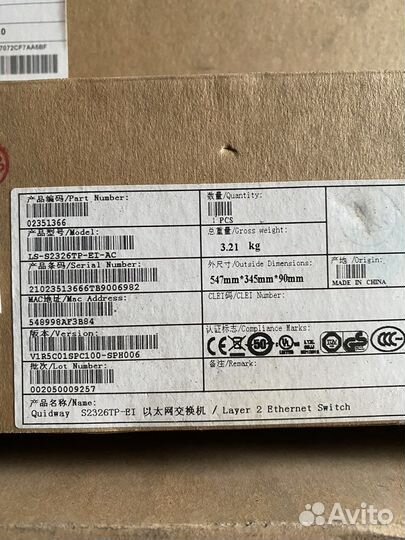 7072CF7AA5BF
产品编码/Part Number:
02351366
产品型号/Model:
LS-S2326TP-EI-AC
产品条码/Serial Number:
21023513666TB9006982
MAC地址/Mac Address:
548998AF3B84
版本/Version:
V1R5C01SPC100-SPH006
批次/Lot Number:
002050009257
数量/Quantity:
1 PCS
总重量/Gross weight:
3.21 kg
外尺寸/Outside Dimensions:
547mm*345mm*90mm
CLEI码/CLEI Number:
认证标志/Compliance Marks:
备注/Remark:
产地/Origin:
MADE IN CHINA
产品名称/Name:
Quidway S2326TP-EI 以太网交换机 / Layer 2 Ethernet Switch
Avito